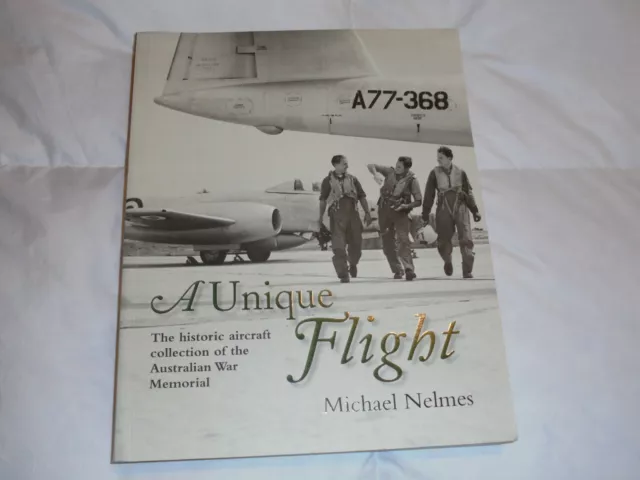 A77-368
A Unique
Flight
The historic aircraft
collection of the
Australian War
Memorial
Michael Nelmes